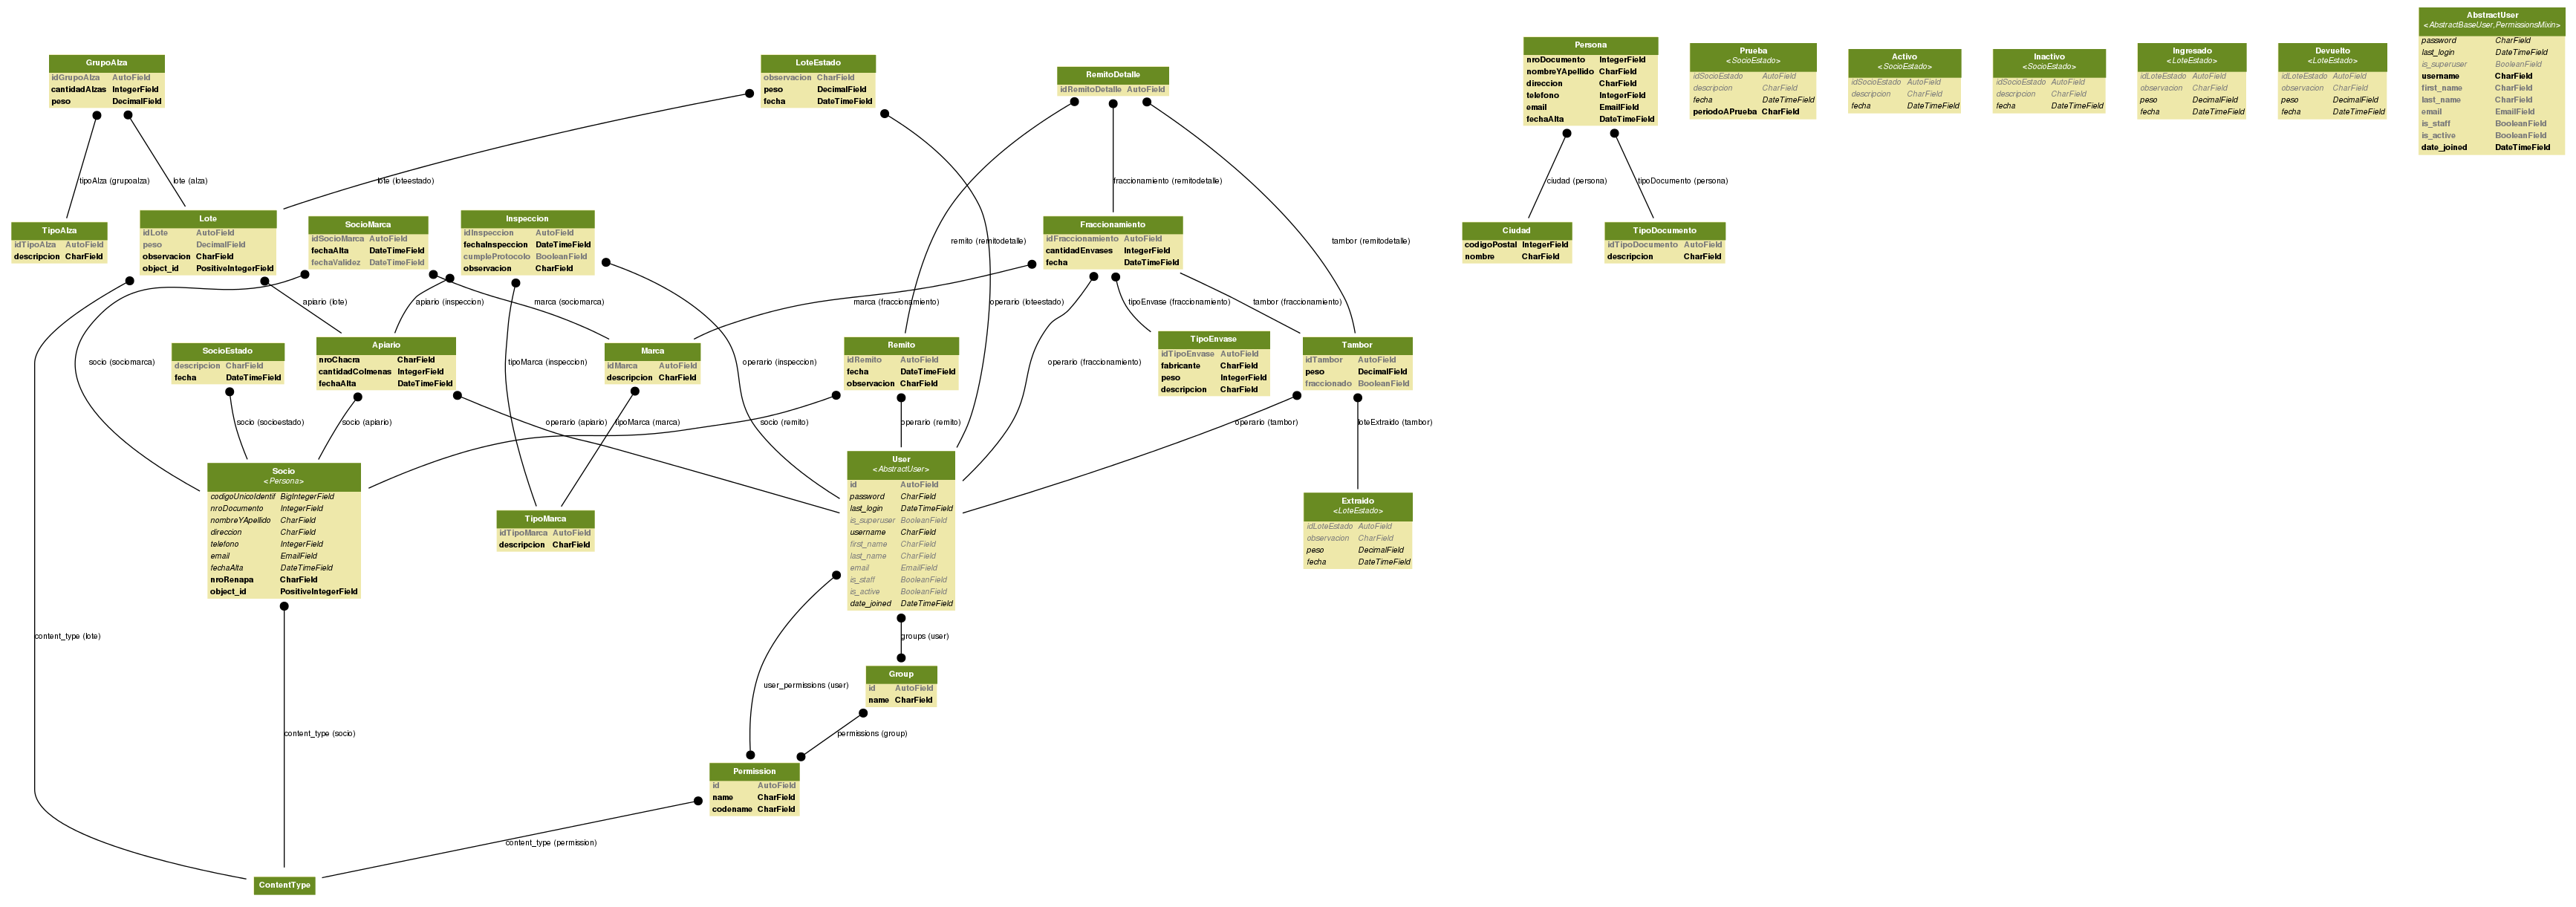 GrupoAlza
idGrupoAlza AutoField
cantidadAlzas IntegerField
peso DecimalField
LoteEstado
observacion CharField
peso DecimalField
fecha DateTimeField
RemitoDetalle
idRemitoDetalle AutoField
Persona
nroDocumento IntegerField
nombreYApellido CharField
direccion CharField
telefono IntegerField
email EmailField
fechaAlta DateTimeField
Prueba
<SocioEstado>
idSocioEstado AutoField
descripcion CharField
fecha DateTimeField
periodoAPrueba CharField
Activo
<SocioEstado>
idSocioEstado AutoField
descripcion CharField
fecha DateTimeField
Inactivo
<SocioEstado>
idSocioEstado AutoField
descripcion CharField
fecha DateTimeField
Ingresado
<LoteEstado>
idLoteEstado AutoField
observacion CharField
peso DecimalField
fecha DateTimeField
Devuelto
<LoteEstado>
idLoteEstado AutoField
observacion CharField
peso DecimalField
fecha DateTimeField
AbstractUser
<AbstractBaseUser,PermissionsMixin>
password CharField
last_login DateTimeField
is_superuser BooleanField
username CharField
first_name CharField
last_name CharField
email EmailField
is_staff BooleanField
is_active BooleanField
date_joined DateTimeField
tipoAlza (grupoalza)
lote (alza)
lote (loteestado)
fraccionamiento (remitodetalle)
ciudad (persona)
tipoDocumento (persona)
TipoAlza
idTipoAlza AutoField
descripcion CharField
Lote
idLote AutoField
peso DecimalField
observacion CharField
object_id PositiveIntegerField
SocioMarca
idSocioMarca AutoField
fechaAlta DateTimeField
fechaValidez DateTimeField
Inspeccion
idInspeccion AutoField
fechaInspeccion DateTimeField
cumpleProtocolo BooleanField
observacion CharField
remito (remitodetalle)
Fraccionamiento
idFraccionamiento AutoField
cantidadEnvases IntegerField
fecha DateTimeField
tambor (remitodetalle)
Ciudad
codigoPostal IntegerField
nombre CharField
TipoDocumento
idTipoDocumento AutoField
descripcion CharField
apiario (lote)
apiario (inspeccion)
marca (sociomarca)
marca (fraccionamiento)
operario (loteestado)
tipoEnvase (fraccionamiento)
tambor (fraccionamiento)
socio (sociomarca)
SocioEstado
descripcion CharField
fecha DateTimeField
Apiario
nroChacra CharField
cantidadColmenas IntegerField
fechaAlta DateTimeField
tipoMarca (inspeccion)
Marca
idMarca AutoField
descripcion CharField
operario (inspeccion)
Remito
idRemito AutoField
fecha DateTimeField
observacion CharField
operario (fraccionamiento)
TipoEnvase
idTipoEnvase AutoField
fabricante CharField
peso IntegerField
descripcion CharField
Tambor
idTambor AutoField
peso DecimalField
fraccionado BooleanField
socio (socioestado)
socio (apiario)
operario (apiario)
tipoMarca (marca)
socio (remito)
operario (remito)
operario (tambor)
loteExtraido (tambor)
Socio
<Persona>
codigoUnicoIdentif BigIntegerField
nroDocumento IntegerField
nombreYApellido CharField
direccion CharField
telefono IntegerField
email EmailField
fechaAlta DateTimeField
nroRenapa CharField
object_id PositiveIntegerField
TipoMarca
idTipoMarca AutoField
descripcion CharField
User
<AbstractUser>
id AutoField
password CharField
last_login DateTimeField
is_superuser BooleanField
username CharField
first_name CharField
last_name CharField
email EmailField
is_staff BooleanField
is_active BooleanField
date_joined DateTimeField
Extraido
<LoteEstado>
idLoteEstado AutoField
observacion CharField
peso DecimalField
fecha DateTimeField
content_type (lote)
groups (user)
user_permissions (user)
Group
id AutoField
name CharField
content_type (socio)
permissions (group)
Permission
id AutoField
name CharField
codename CharField
content_type (permission)
ContentType